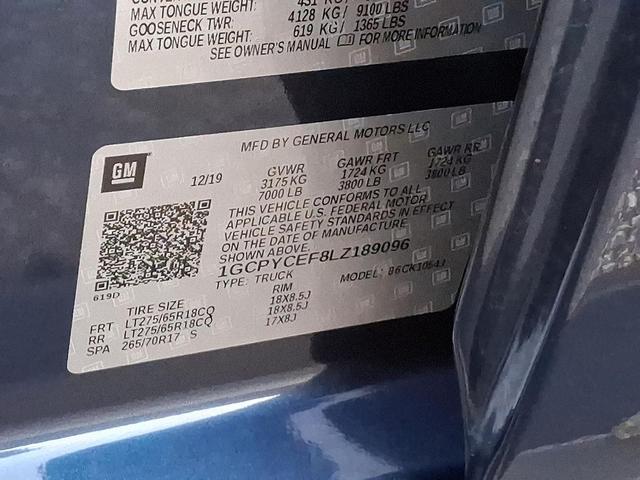 MAX TONGUE WEIGHT: 451 KG /
GOOSENECK TWR: 4128 KG / 9100 LBS
MAX TONGUE WEIGHT: 619 KG / 1365 LBS
SEE OWNER'S MANUAL FOR MORE INFORMATION
MFD BY GENERAL MOTORS LLC
GM
12/19
GVWR GAWR FRT GAWR RR
3175 KG 1724 KG 1724 KG
7000 LB 3800 LB 3800 LB
THIS VEHICLE CONFORMS TO ALL
APPLICABLE U.S. FEDERAL MOTOR
VEHICLE SAFETY STANDARDS IN EFFECT
ON THE DATE OF MANUFACTURE
SHOWN ABOVE
1GCPYCEF8LZ189096
TYPE: TRUCK MODEL:
619D
TIRE SIZE RIM
FRT LT275/65R18CQ 18X8.5J
RR LT275/65R18CQ 18X8.5J
SPA 265/70R17 S 17X8J